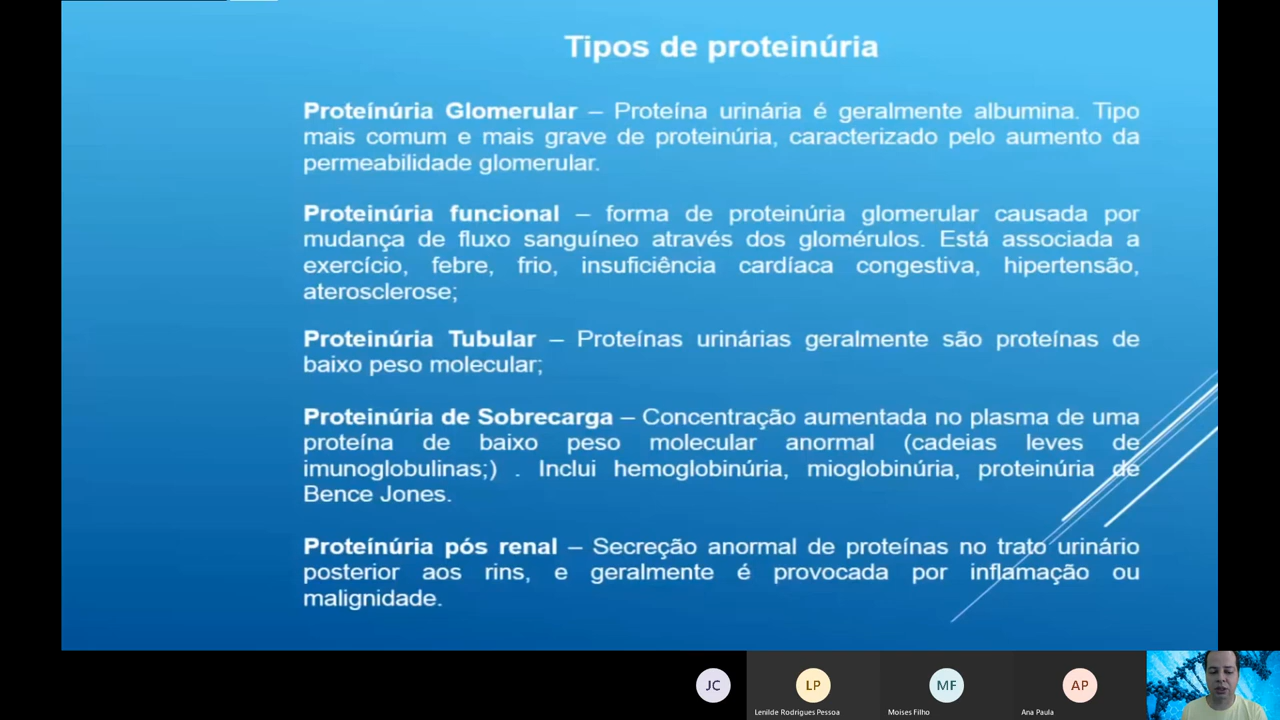 Tipos de proteinúria
Proteínúria Glomerular – Proteína urinária é geralmente albumina. Tipo
mais comum e mais grave de proteinúria, caracterizado pelo aumento da
permeabilidade glomerular.
Proteinúria funcional – forma de proteinúria glomerular causada por
mudança de fluxo sanguíneo através dos glomérulos. Está associada a
exercício, febre, frio, insuficiência cardíaca congestiva, hipertensão,
aterosclerose;
Proteinúria Tubular – Proteínas urinárias geralmente são proteínas de
baixo peso molecular;
Proteinúria de Sobrecarga – Concentração aumentada no plasma de uma
proteína de baixo peso molecular anormal (cadeias leves de
imunoglobulinas;) . Inclui hemoglobinúria, mioglobinúria, proteinúria de
Bence Jones.
Proteínúria pós renal – Secreção anormal de proteínas no trato urinário
posterior aos rins, e geralmente é provocada por inflamação ou
malignidade.
JC
LP
MF
AP
Lenilde Rodrigues Pessoa
Moises Filho
Ana Paula